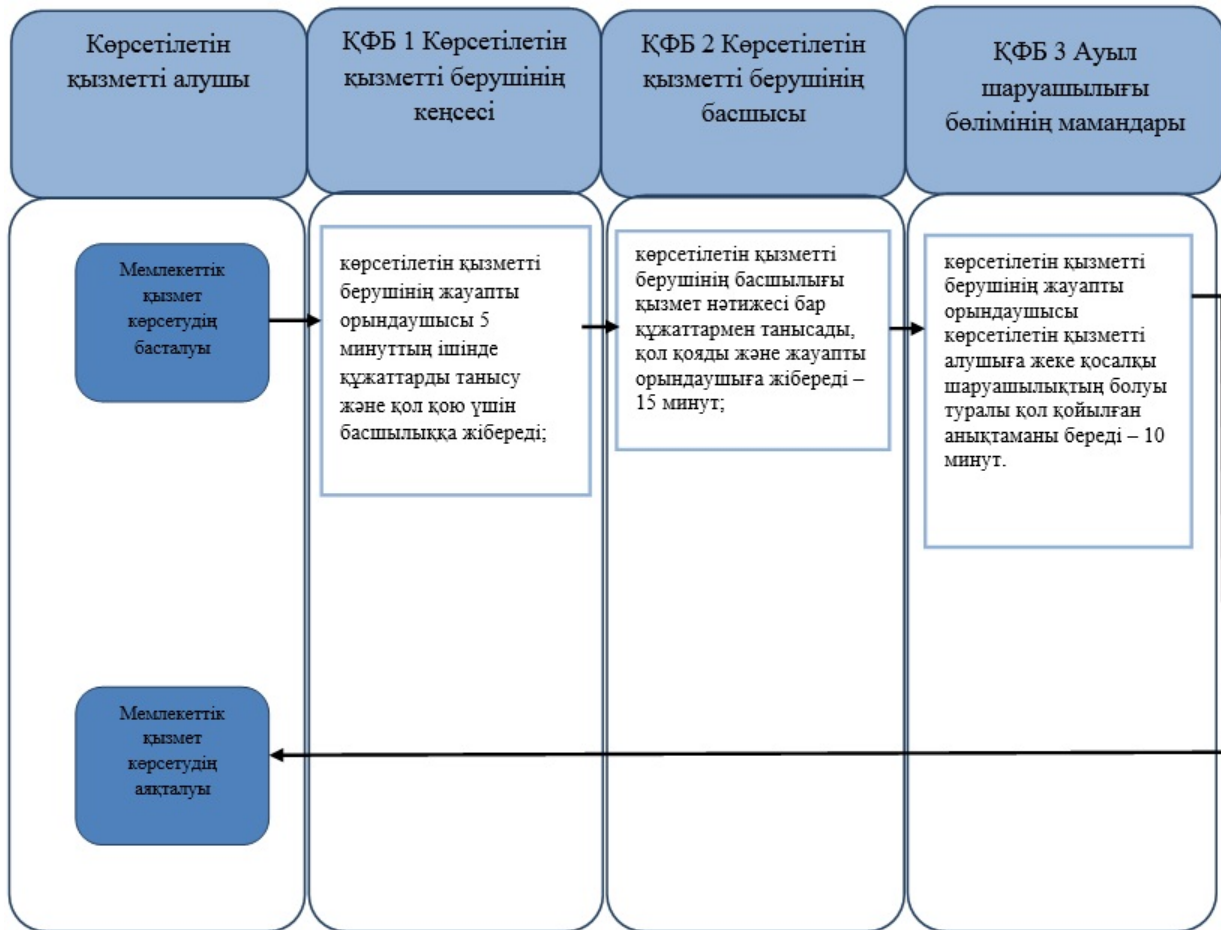 Көрсетілетін
қызметті алушы
ҚФБ 1 Көрсетілетін
қызметті берушінің
кеңсесі
ҚФБ 2 Көрсетілетін
қызметті берушінің
басшысы
ҚФБ 3 Ауыл
шаруашылығы
бөлімінің мамандары
Мемлекеттік
қызмет
көрсетудің
басталуы
көрсетілетін қызметті
берушінің жауапты
орындаушысы 5
минуттың ішінде
құжаттарды танысу
және қол қою үшін
басшылыққа жібереді;
көрсетілетін қызметті
берушінің басшылығы
қызмет нәтижесі бар
құжаттармен танысады,
қол қояды және жауапты
орындаушыға жібереді –
15 минут;
көрсетілетін қызметті
берушінің жауапты
орындаушысы
көрсетілетін қызметті
алушыға жеке қосалқы
шаруашылықтың болуы
туралы қол қойылған
анықтаманы береді – 10
минут.
Мемлекеттік
қызмет
көрсетудің
аяқталуы